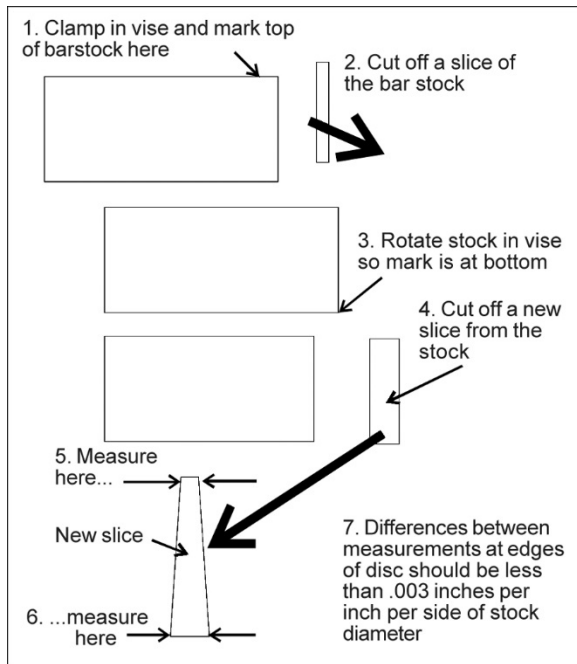 1. Clamp in vise and mark top
of barstock here
2. Cut off a slice of
the bar stock
3. Rotate stock in vise
so mark is at bottom
4. Cut off a new
slice from the
stock
5. Measure
here...
New slice
6. ...measure
here
7. Differences between
measurements at edges
of disc should be less
than .003 inches per
inch per side of stock
diameter